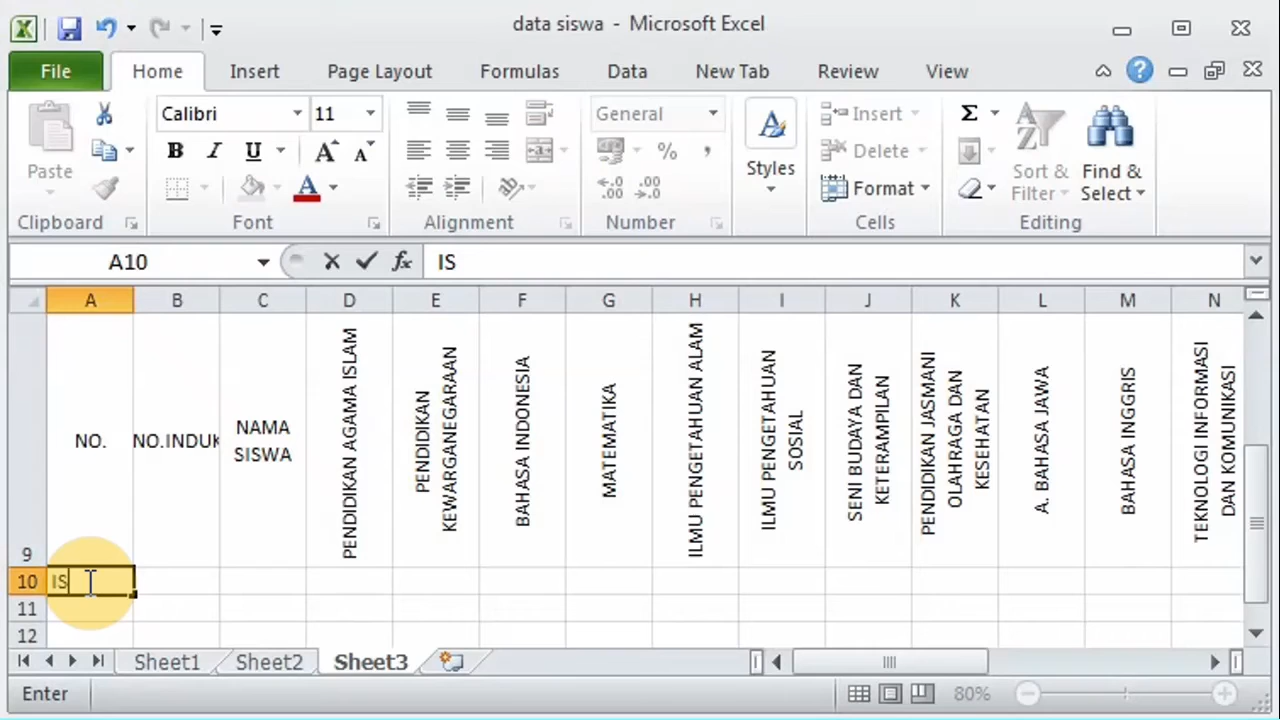 data siswa - Microsoft Excel
File Home Insert Page Layout Formulas Data New Tab Review View
Paste
Clipboard
Calibri 11
B I U A A
A
Font
Alignment
General
% ,
.00 .00
Number
Styles
Insert
Delete
Format
Cells
Σ
Sort & Filter
Find & Select
Editing
A10 fx IS
A B C D E F G H I J K L M N
9
NO.
NO.INDUK
NAMA
SISWA
PENDIDIKAN AGAMA ISLAM
PENDIDIKAN
KEWARGANEGARAAN
BAHASA INDONESIA
MATEMATIKA
ILMU PENGETAHUAN ALAM
ILMU PENGETAHUAN
SOSIAL
SENI BUDAYA DAN
KETERAMPILAN
PENDIDIKAN JASMANI
OLAHRAGA DAN
KESEHATAN
A. BAHASA JAWA
BAHASA INGGRIS
TEKNOLOGI INFORMASI
DAN KOMUNIKASI
10 IS
11
12
Sheet1 Sheet2 Sheet3
Enter 80%